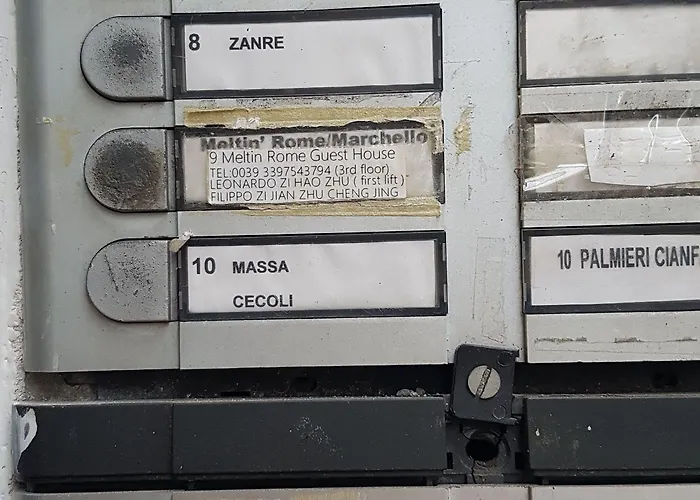 8 ZANRE
Meltin' Rome/Marchello
9 Meltin Rome Guest House
TEL:0039 3397543794 (3rd floor)
LEONARDO ZI HAO ZHU ( first lift )
FILIPPO ZI JIAN ZHU CHENG JING
10 MASSA
CECOLI
10 PALMIERI CIANF